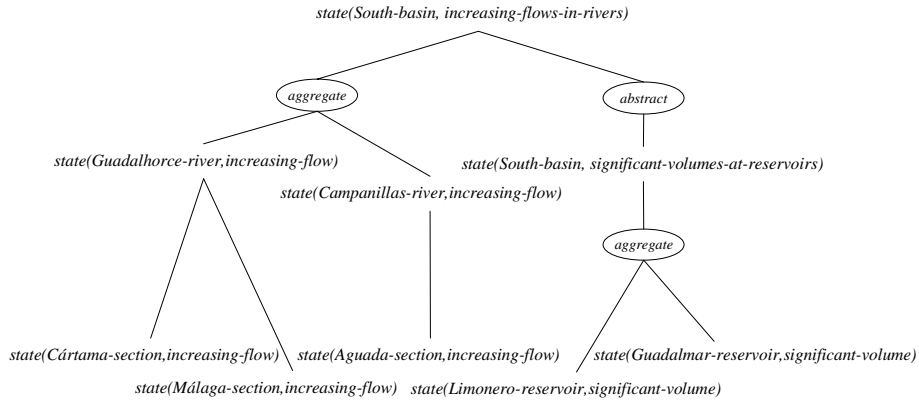 state(South-basin, increasing-flows-in-rivers)
aggregate
abstract
state(Guadalhorce-river,increasing-flow)
state(South-basin, significant-volumes-at-reservoirs)
state(Campanillas-river,increasing-flow)
aggregate
state(Cártama-section,increasing-flow)
state(Aguada-section,increasing-flow)
state(Guadalmar-reservoir,significant-volume)
state(Málaga-section,increasing-flow)
state(Limonero-reservoir,significant-volume)